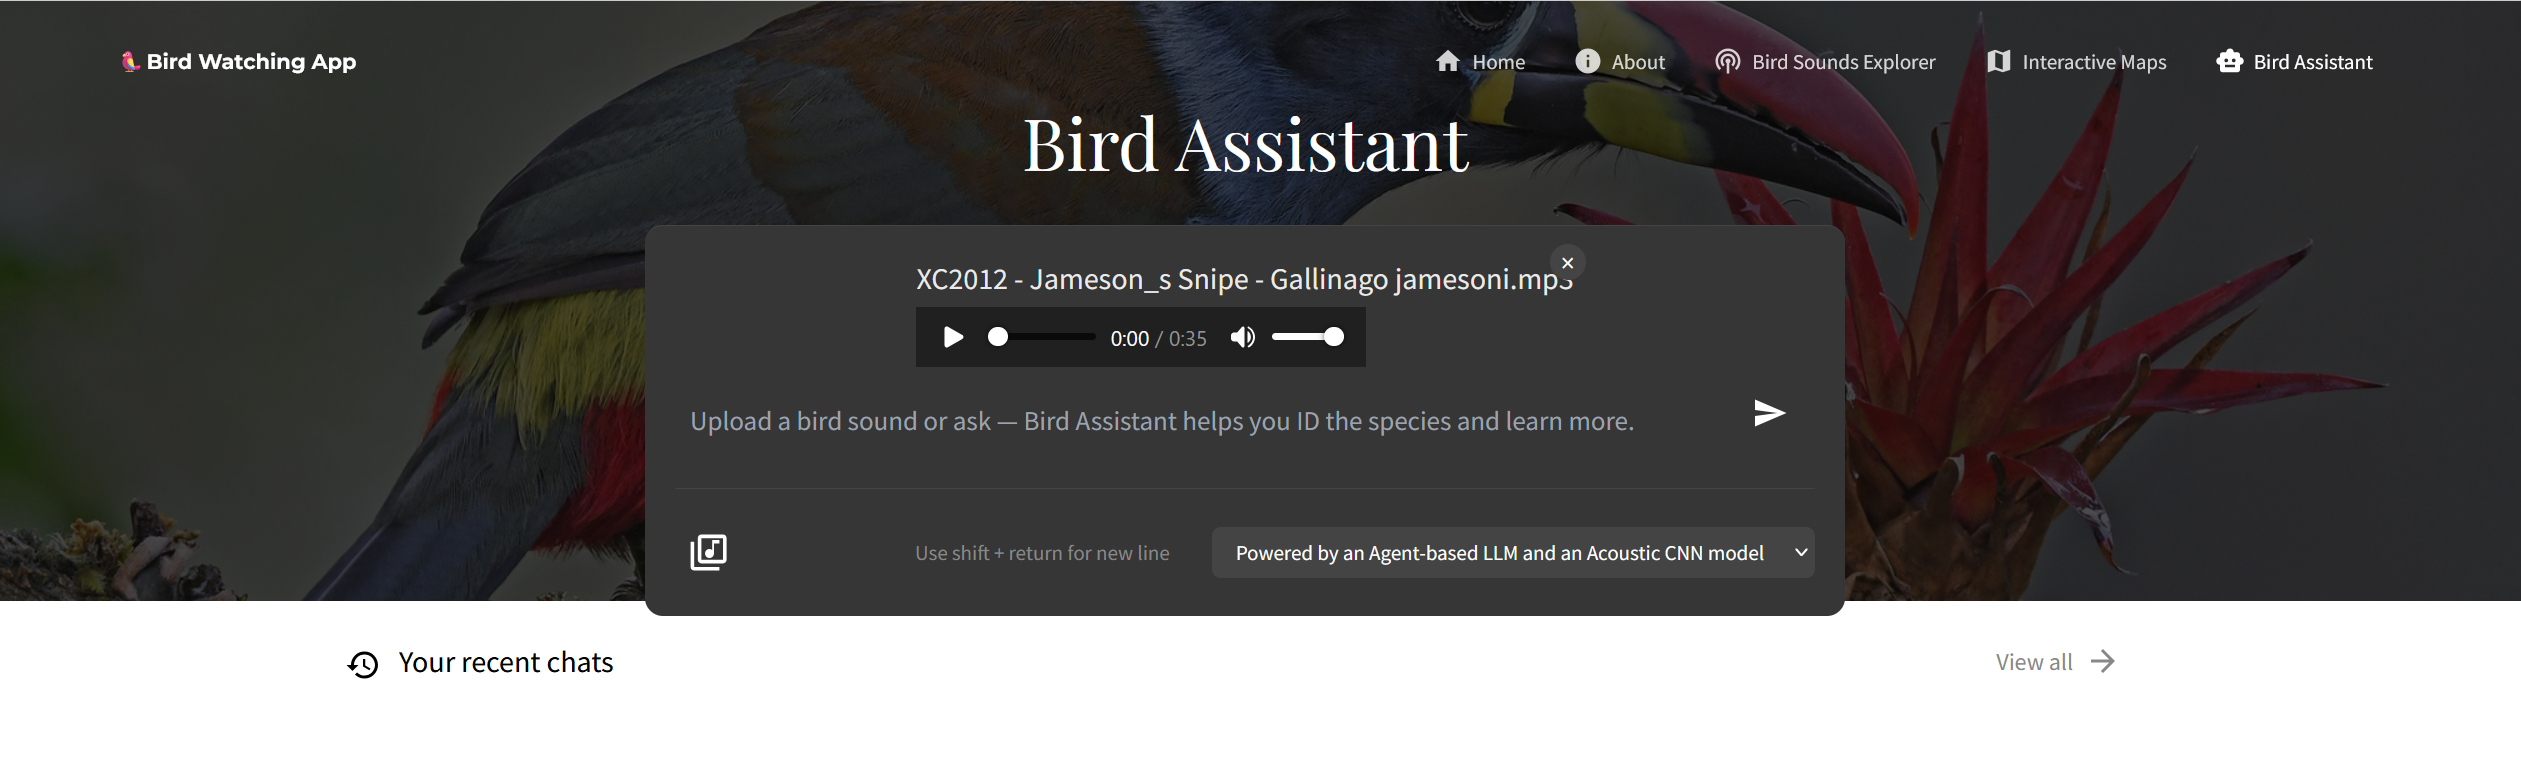 Bird Watching App
Home
About
Bird Sounds Explorer
Interactive Maps
Bird Assistant
Bird Assistant
XC2012 - Jameson_s Snipe - Gallinago jamesoni.mp3
0:00 / 0:35
Upload a bird sound or ask — Bird Assistant helps you ID the species and learn more.
Use shift + return for new line
Powered by an Agent-based LLM and an Acoustic CNN model
Your recent chats
View all